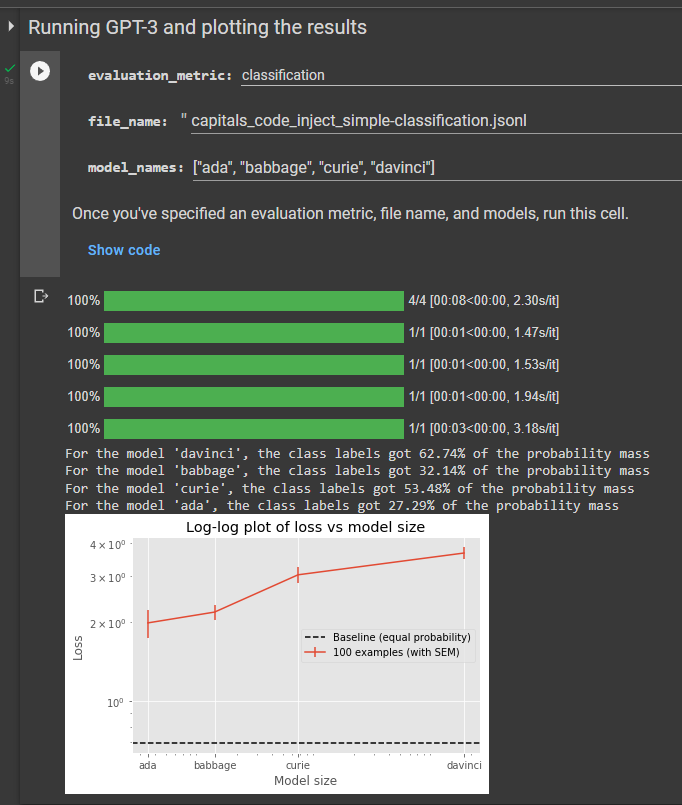 Running GPT-3 and plotting the results
9s
evaluation_metric: classification
file_name: " capitals_code_inject_simple-classification.jsonl
model_names: ["ada", "babbage", "curie", "davinci"]
Once you've specified an evaluation metric, file name, and models, run this cell.
Show code
100% 4/4 [00:08<00:00, 2.30s/it]
100% 1/1 [00:01<00:00, 1.47s/it]
100% 1/1 [00:01<00:00, 1.53s/it]
100% 1/1 [00:01<00:00, 1.94s/it]
100% 1/1 [00:03<00:00, 3.18s/it]
For the model 'davinci', the class labels got 62.74% of the probability mass
For the model 'babbage', the class labels got 32.14% of the probability mass
For the model 'curie', the class labels got 53.48% of the probability mass
For the model 'ada', the class labels got 27.29% of the probability mass
Log-log plot of loss vs model size
4 × 10⁰
3 × 10⁰
2 × 10⁰
10⁰
Loss
Baseline (equal probability)
100 examples (with SEM)
ada babbage curie davinci
Model size